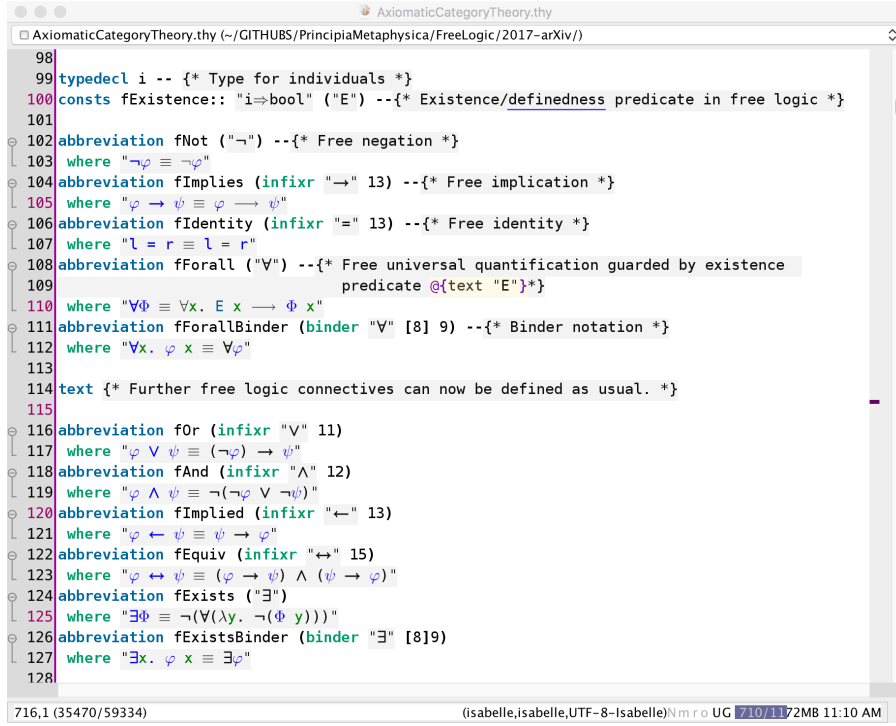 AxiomaticCategoryTheory.thy
AxiomaticCategoryTheory.thy (~/GITHUBS/PrincipiaMetaphysica/FreeLogic/2017-arXiv/)
98
99 typedecl i -- {* Type for individuals *}
100 consts fExistence:: "i⇒bool" ("E") --{* Existence/definedness predicate in free logic *}
101
102 abbreviation fNot ("¬") --{* Free negation *}
103 where "¬φ ≡ ¬φ"
104 abbreviation fImplies (infixr "→" 13) --{* Free implication *}
105 where "φ → ψ ≡ φ ⟶ ψ"
106 abbreviation fIdentity (infixr "=" 13) --{* Free identity *}
107 where "l = r ≡ l = r"
108 abbreviation fForall ("∀") --{* Free universal quantification guarded by existence
109 predicate @{text "E"}*}
110 where "∀Φ ≡ ∀x. E x ⟶ Φ x"
111 abbreviation fForallBinder (binder "∀" [8] 9) --{* Binder notation *}
112 where "∀x. φ x ≡ ∀φ"
113
114 text {* Further free logic connectives can now be defined as usual. *}
115
116 abbreviation fOr (infixr "∨" 11)
117 where "φ ∨ ψ ≡ (¬φ) → ψ"
118 abbreviation fAnd (infixr "∧" 12)
119 where "φ ∧ ψ ≡ ¬(¬φ ∨ ¬ψ)"
120 abbreviation fImplied (infixr "←" 13)
121 where "φ ← ψ ≡ ψ → φ"
122 abbreviation fEquiv (infixr "↔" 15)
123 where "φ ↔ ψ ≡ (φ → ψ) ∧ (ψ → φ)"
124 abbreviation fExists ("∃")
125 where "∃Φ ≡ ¬(∀(λy. ¬(Φ y)))"
126 abbreviation fExistsBinder (binder "∃" [8]9)
127 where "∃x. φ x ≡ ∃φ"
128
716,1 (35470/59334) (isabelle,isabelle,UTF-8-Isabelle)N m r o UG 710/1172MB 11:10 AM